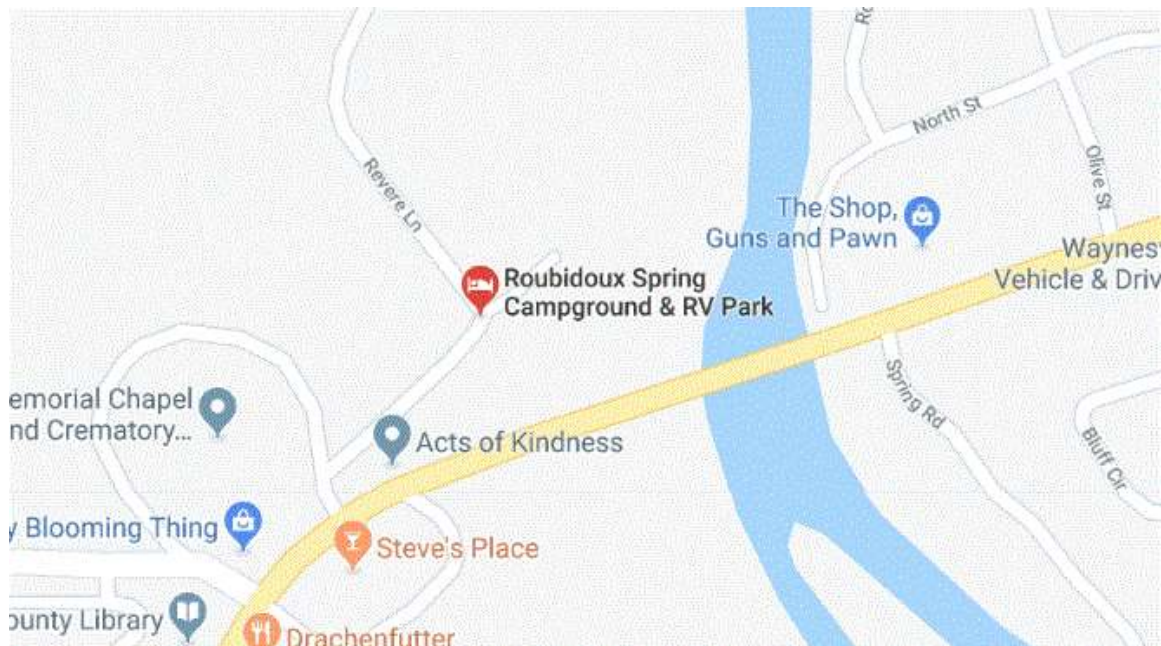 Revere Ln
North St
Olive St
The Shop,
Guns and Pawn
Waynes
Vehicle & Driv
Roubidoux Spring
Campground & RV Park
Spring Rd
emorial Chapel
nd Crematory...
Acts of Kindness
Bluff Cir
y Blooming Thing
Steve's Place
ounty Library
Drachenfutter